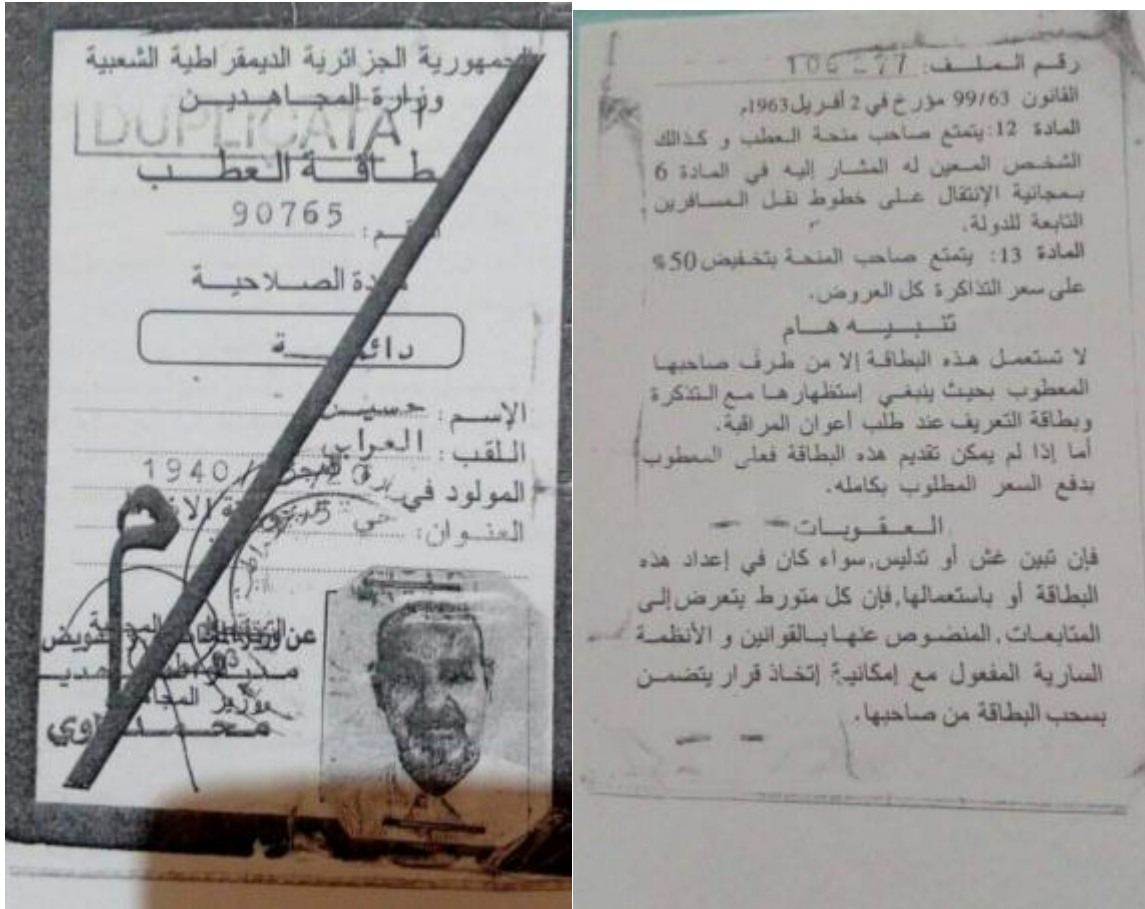 الجمهورية الجزائرية الديمقراطية الشعبية
وزارة المجاهدين
DUPLICATA
بطاقة العطب
الرقم: 90765
مدة الصلاحية
دائمة
الإسم: حسين
اللقب: العرابي
المولود في 1940
العنوان: حي
محمد
رقم الملف:
القانون 99/63 مؤرخ في 2 أفريل 1963م
المادة 12: يتمتع صاحب منحة العطب و كذالك
الشخص المعين له المشار إليه في المادة 6
بمجانية الإنتقال على خطوط نقل المسافرين
التابعة للدولة.
المادة 13: يتمتع صاحب المنحة بتخفيض 50%
على سعر التذاكرة كل العروض.
تنبيه هام
لا تستعمل هذه البطاقة إلا من طرف صاحبها
المعطوب بحيث ينبغي إستظهارها مع التذكرة
وبطاقة التعريف عند طلب أعوان المراقبة.
أما إذا لم يمكن تقديم هذه البطاقة فعلى المعطوب
بدفع السعر المطلوب بكامله.
العقوبات
فإن تبين غش أو تدليس,سواء كان في إعداد هذه
البطاقة أو باستعمالها,فإن كل متورط يتعرض إلى
المتابعات,المنصوص عنها بالقوانين و الأنظمة
السارية المفعول مع إمكانية إتخاذ قرار يتضمن
بسحب البطاقة من صاحبها.